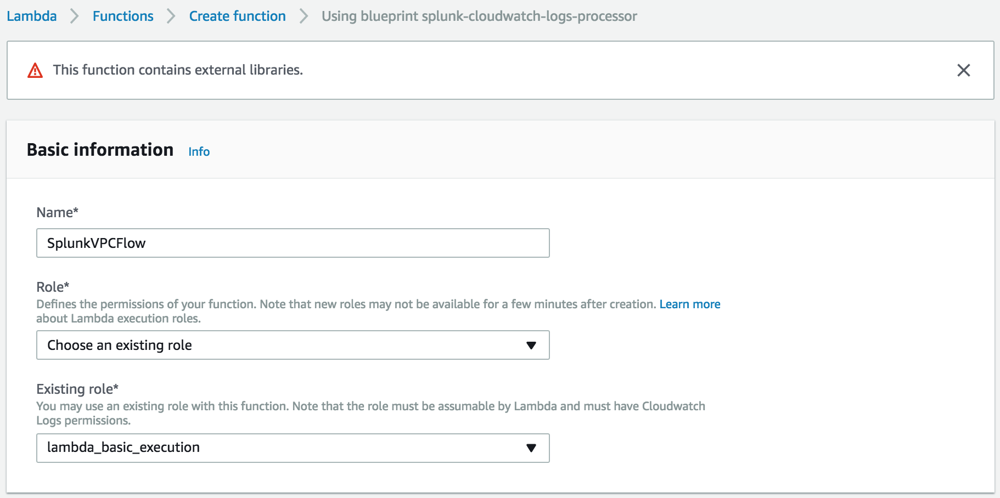 Lambda > Functions > Create function > Using blueprint splunk-cloudwatch-logs-processor
This function contains external libraries.
Basic information Info
Name*
SplunkVPCFlow
Role*
Defines the permissions of your function. Note that new roles may not be available for a few minutes after creation. Learn more
about Lambda execution roles.
Choose an existing role
Existing role*
You may use an existing role with this function. Note that the role must be assumable by Lambda and must have Cloudwatch
Logs permissions.
lambda_basic_execution